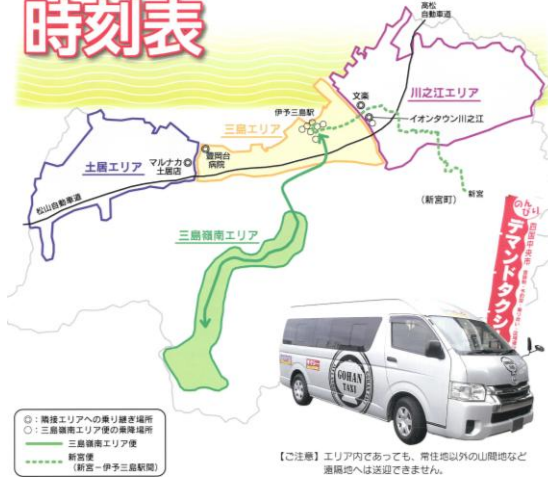 時刻表
高松
自動車道
川之江エリア
文楽
イオンタウン川之江
伊予三島駅
三島エリア
豊岡台
病院
マルナカ
土居店
土居エリア
松山自動車道
新宮
(新宮町)
三島嶺南エリア
のんびり
四国中央市
デマンドタクシー
GOHAN
TAXI
◎:隣接エリアへの乗り継ぎ場所
○:三島嶺南エリア便の乗降場所
三島嶺南エリア便
新宮便
(新宮-伊予三島駅間)
【ご注意】エリア内であっても、常住地以外の山間地など
遠隔地へは送迎できません。